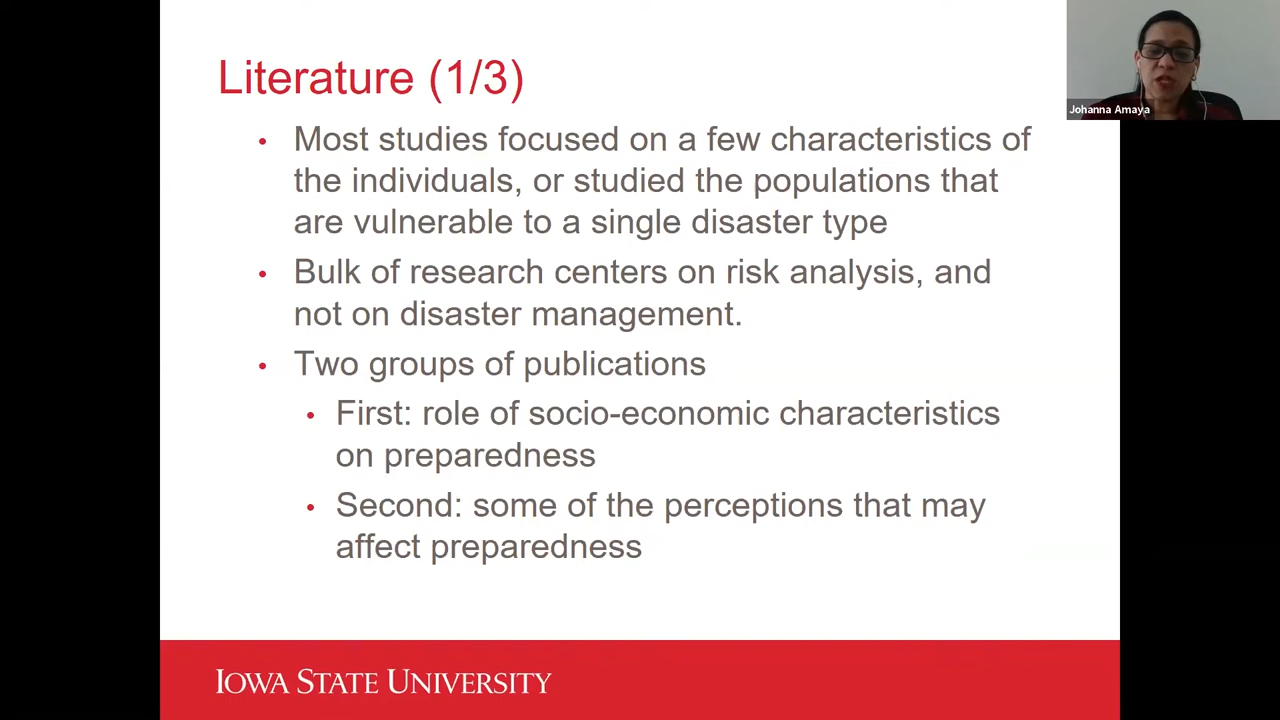 Literature (1/3)
Johanna Amaya
• Most studies focused on a few characteristics of
the individuals, or studied the populations that
are vulnerable to a single disaster type
• Bulk of research centers on risk analysis, and
not on disaster management.
• Two groups of publications
• First: role of socio-economic characteristics
on preparedness
• Second: some of the perceptions that may
affect preparedness
IOWA STATE UNIVERSITY